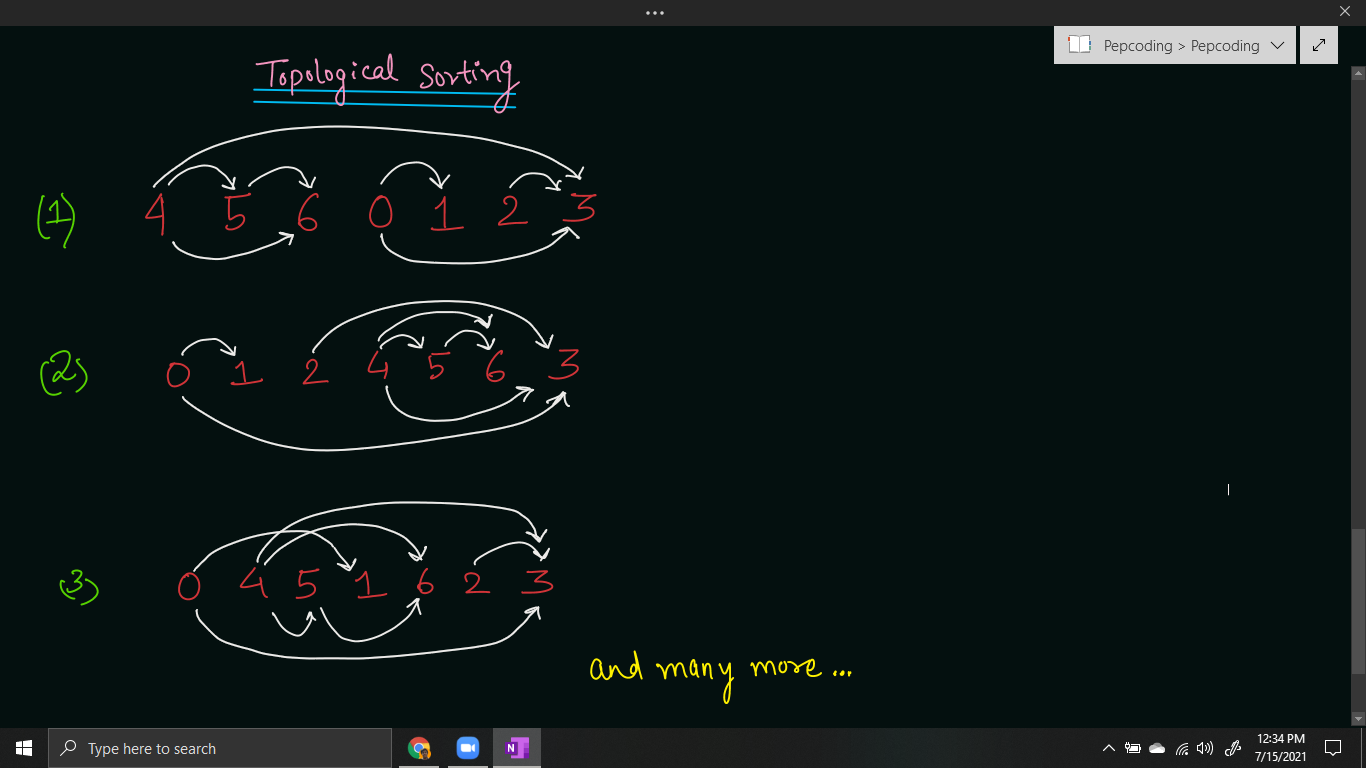 Pepcoding > Pepcoding
Topological Sorting
(1) 4 5 6 0 1 2 3
(2) 0 1 2 4 5 6 3
(3) 0 4 5 1 6 2 3
and many more...
Type here to search
12:34 PM
7/15/2021